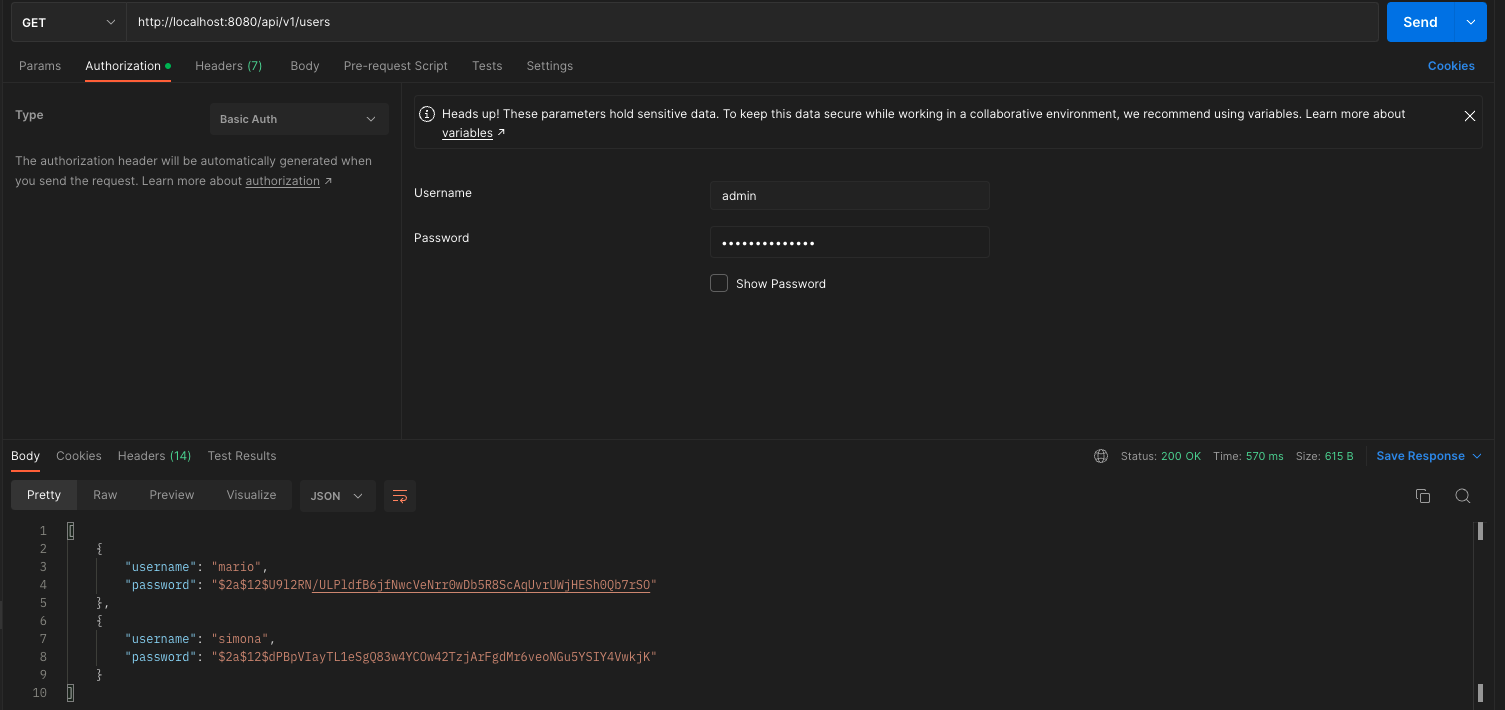 GET http://localhost:8080/api/v1/users Send
Params Authorization Headers (7) Body Pre-request Script Tests Settings Cookies
Type Basic Auth
The authorization header will be automatically generated when
you send the request. Learn more about authorization ↗
Heads up! These parameters hold sensitive data. To keep this data secure while working in a collaborative environment, we recommend using variables. Learn more about
variables ↗
Username admin
Password ••••••••••••••
Show Password
Body Cookies Headers (14) Test Results Status: 200 OK Time: 570 ms Size: 615 B Save Response
Pretty Raw Preview Visualize JSON
1 [
2 {
3 "username": "mario",
4 "password": "$2a$12$U9l2RN/ULPldfB6jfNwcVeNrr0wDb5R8ScAqUvrUWjHESh0Qb7rSO"
5 },
6 {
7 "username": "simona",
8 "password": "$2a$12$dPBpVIayTL1eSgQ83w4YCOw42TzjArFgdMr6veoNGu5YSIY4VwkjK"
9 }
10 ]